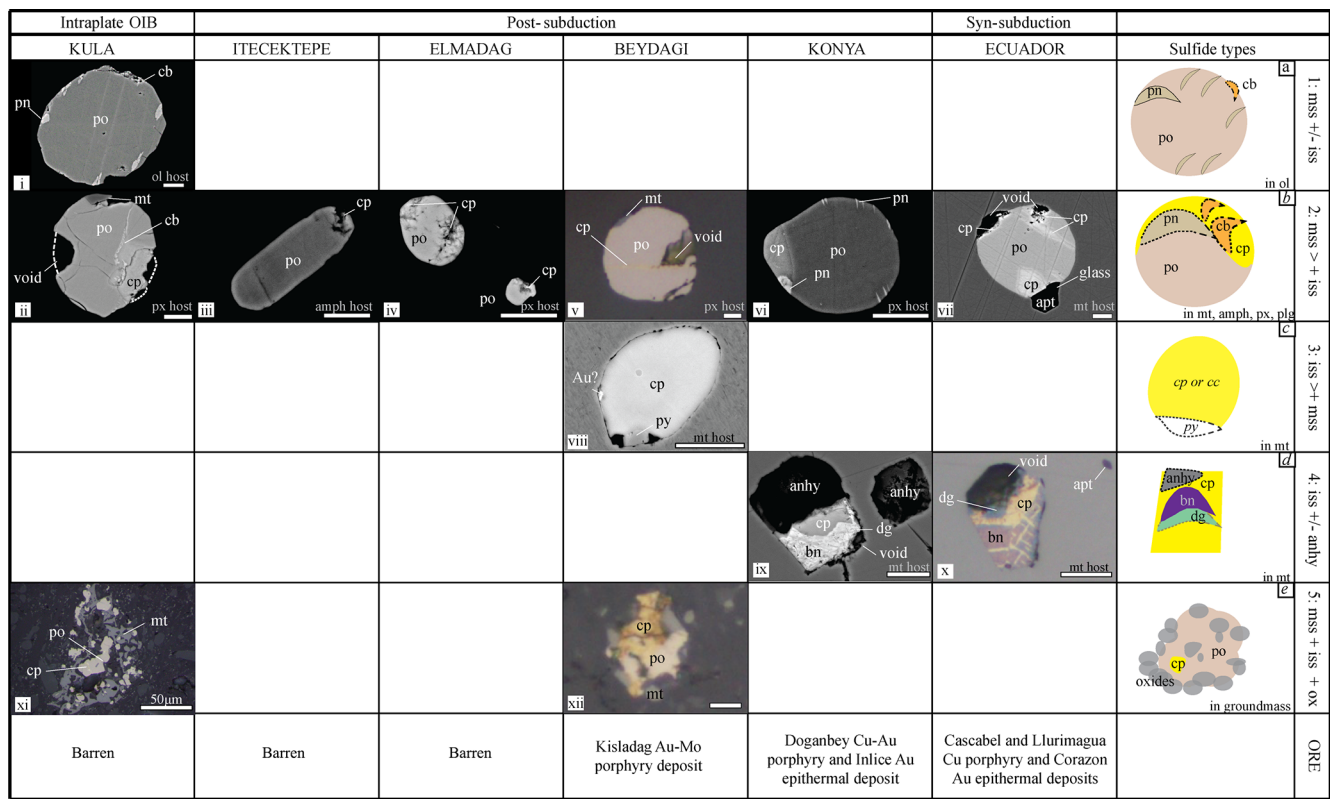 Intraplate OIB
Post-subduction
Syn-subduction
KULA
ITECEKTEPE
ELMADAG
BEYDAGI
KONYA
ECUADOR
Sulfide types
cb
pn
po
ol host
i
a
pn
cb
po
in ol
1: mss +/- iss
mt
po
cb
void
cp
px host
ii
cp
po
amph host
iii
cp
po
cp
po
px host
iv
mt
cp
po
void
px host
v
pn
cp
po
pn
px host
vi
void
cp
cp
po
glass
cp
apt
mt host
vii
b
pn
cb
cp
po
in mt, amph, px, plg
2: mss > + iss
Au?
cp
py
mt host
viii
c
cp or cc
py
in mt
3: iss >+ mss
anhy
anhy
cp
dg
bn
void
mt host
ix
void
apt
dg
cp
bn
mt host
x
d
anhy
cp
bn
dg
in mt
4: iss +/- anhy
po
mt
cp
50µm
xi
cp
po
mt
xii
e
po
cp
oxides
in groundmass
5: mss + iss + ox
Barren
Barren
Barren
Kisladag Au-Mo
porphyry deposit
Doganbey Cu-Au
porphyry and Inlice Au
epithermal deposit
Cascabel and Llurimagua
Cu porphyry and Corazon
Au epithermal deposits
ORE